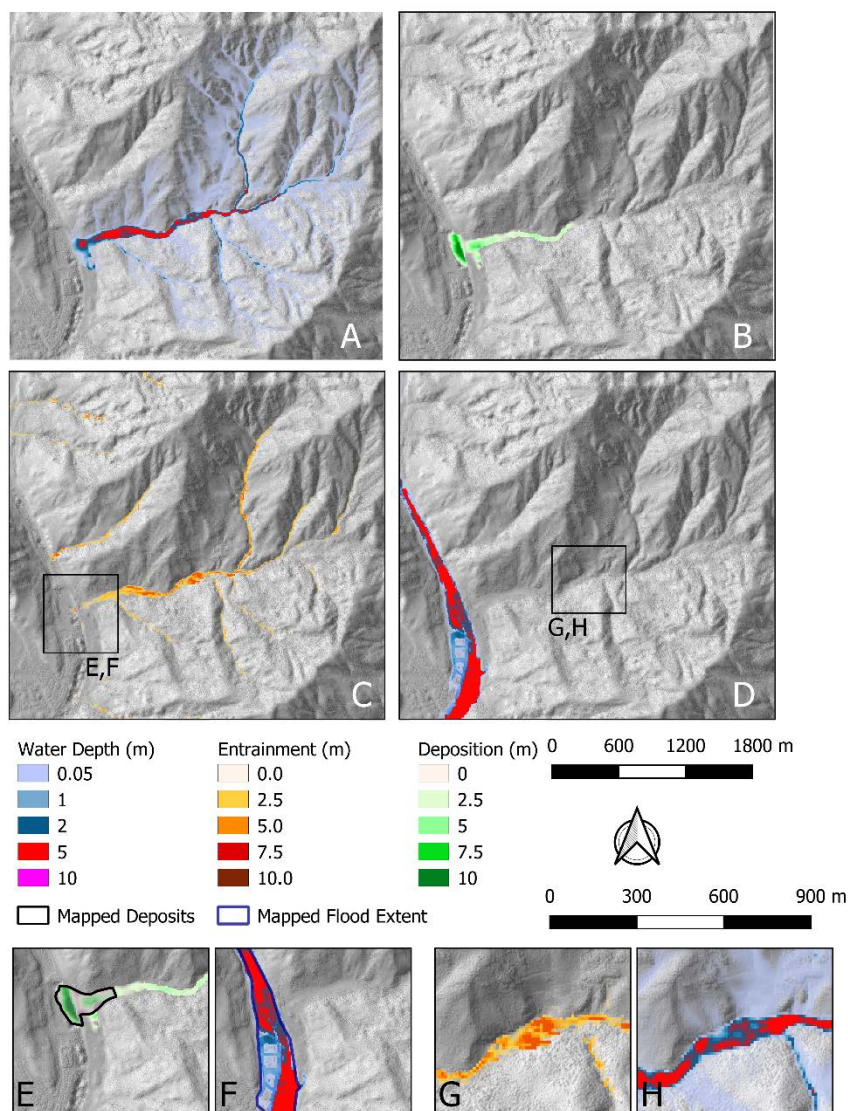 A
B
C
E,F
D
G,H
Water Depth (m)
0.05
1
2
5
10
Entrainment (m)
0.0
2.5
5.0
7.5
10.0
Deposition (m)
0
2.5
5
7.5
10
0 600 1200 1800 m
Mapped Deposits
Mapped Flood Extent
0 300 600 900 m
E
F
G
H